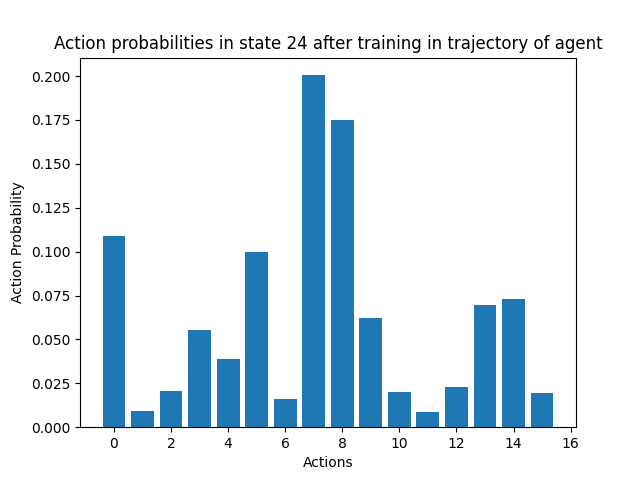 Action probabilities in state 24 after training in trajectory of agent
0.200
0.175
0.150
0.125
0.100
0.075
0.050
0.025
0.000
Action Probability
0 2 4 6 8 10 12 14 16
Actions